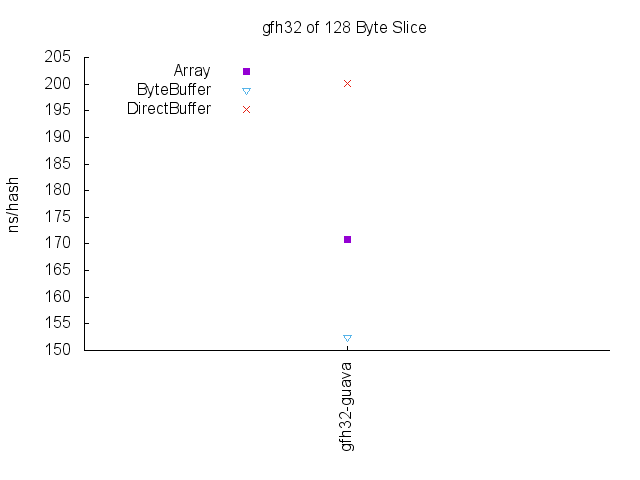 gfh32 of 128 Byte Slice
205
200
195
190
185
180
175
170
165
160
155
150
ns/hash
Array
ByteBuffer
DirectBuffer
gfh32-guava